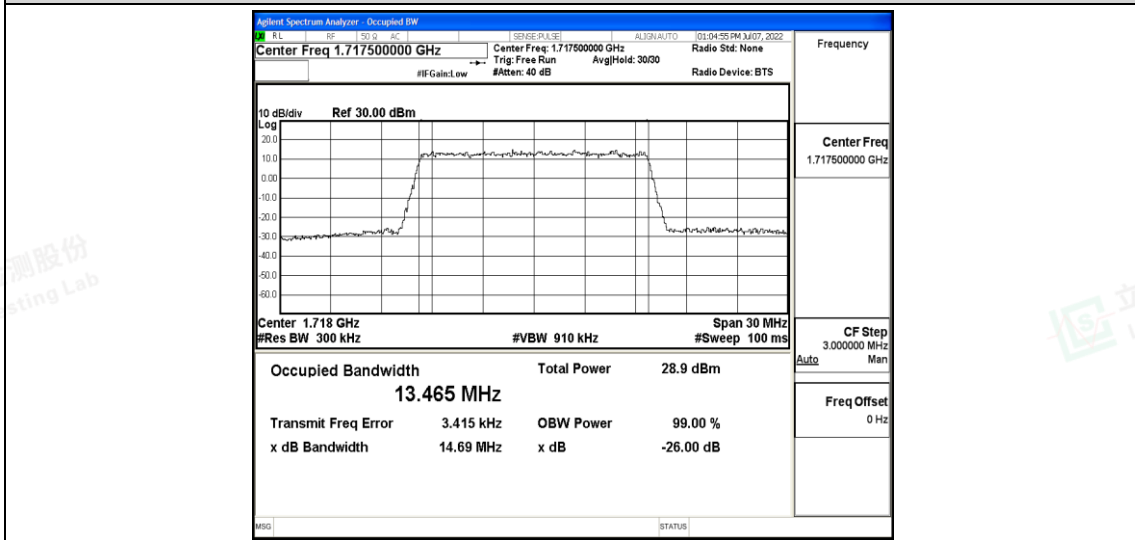 Agilent Spectrum Analyzer - Occupied BW
RL RF 50 Ω AC SENSE:PULSE ALIGNAUTO 01:04:55 PM Jul 07, 2022
Center Freq 1.717500000 GHz
Center Freq: 1.717500000 GHz
Radio Std: None
Trig: Free Run Avg|Hold: 30/30
#IFGain:Low
#Atten: 40 dB
Radio Device: BTS
Frequency
10 dB/div Ref 30.00 dBm
Log
20.0
10.0
0.00
-10.0
-20.0
-30.0
-40.0
-50.0
-60.0
Center 1.718 GHz
Span 30 MHz
#Res BW 300 kHz
#VBW 910 kHz
#Sweep 100 ms
Occupied Bandwidth
13.465 MHz
Total Power 28.9 dBm
Transmit Freq Error 3.415 kHz
OBW Power 99.00 %
x dB Bandwidth 14.69 MHz
x dB -26.00 dB
Center Freq
1.717500000 GHz
CF Step
3.000000 MHz
Auto Man
Freq Offset
0 Hz
MSG STATUS
测股份
sting Lab
立